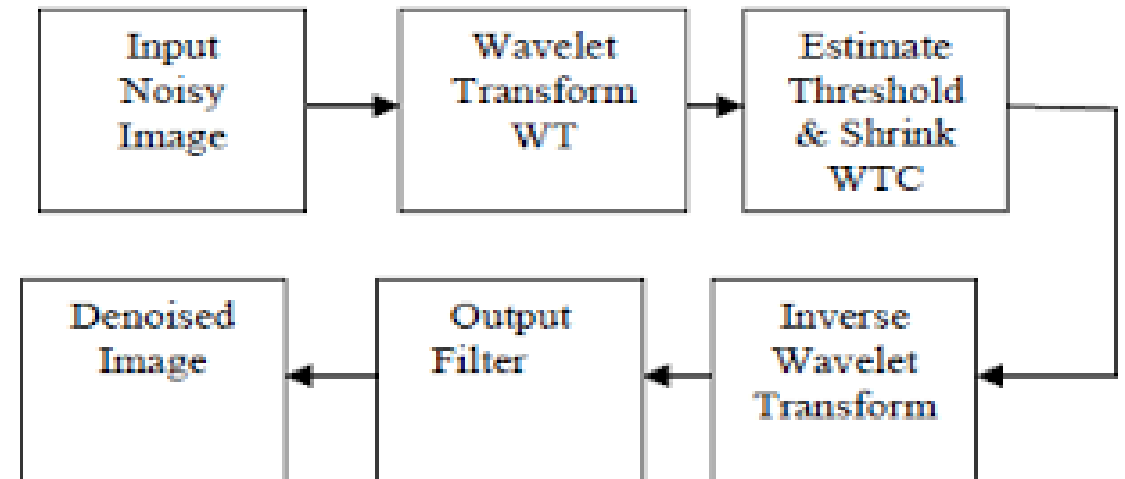 Input
Noisy
Image
Wavelet
Transform
WT
Estimate
Threshold
& Shrink
WTC
Inverse
Wavelet
Transform
Output
Filter
Denoised
Image